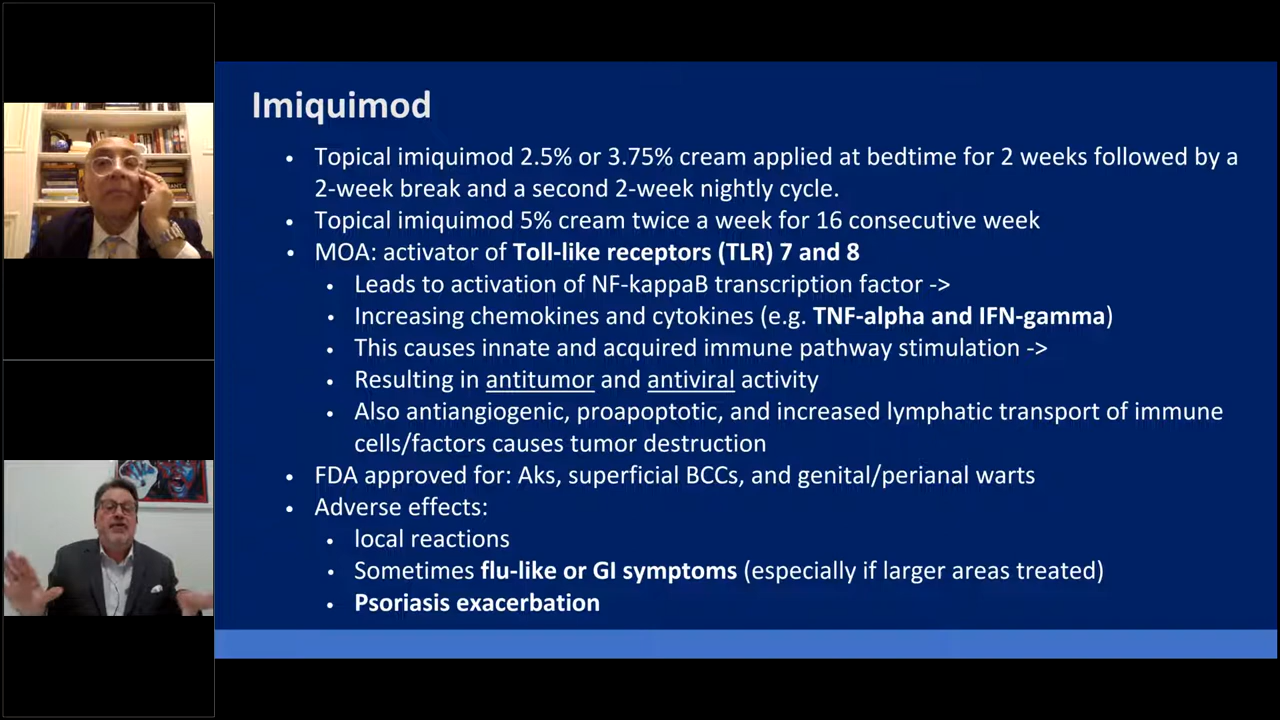 Imiquimod
• Topical imiquimod 2.5% or 3.75% cream applied at bedtime for 2 weeks followed by a
2-week break and a second 2-week nightly cycle.
• Topical imiquimod 5% cream twice a week for 16 consecutive week
• MOA: activator of Toll-like receptors (TLR) 7 and 8
• Leads to activation of NF-kappaB transcription factor ->
• Increasing chemokines and cytokines (e.g. TNF-alpha and IFN-gamma)
• This causes innate and acquired immune pathway stimulation ->
• Resulting in antitumor and antiviral activity
• Also antiangiogenic, proapoptotic, and increased lymphatic transport of immune
cells/factors causes tumor destruction
• FDA approved for: Aks, superficial BCCs, and genital/perianal warts
• Adverse effects:
• local reactions
• Sometimes flu-like or GI symptoms (especially if larger areas treated)
• Psoriasis exacerbation